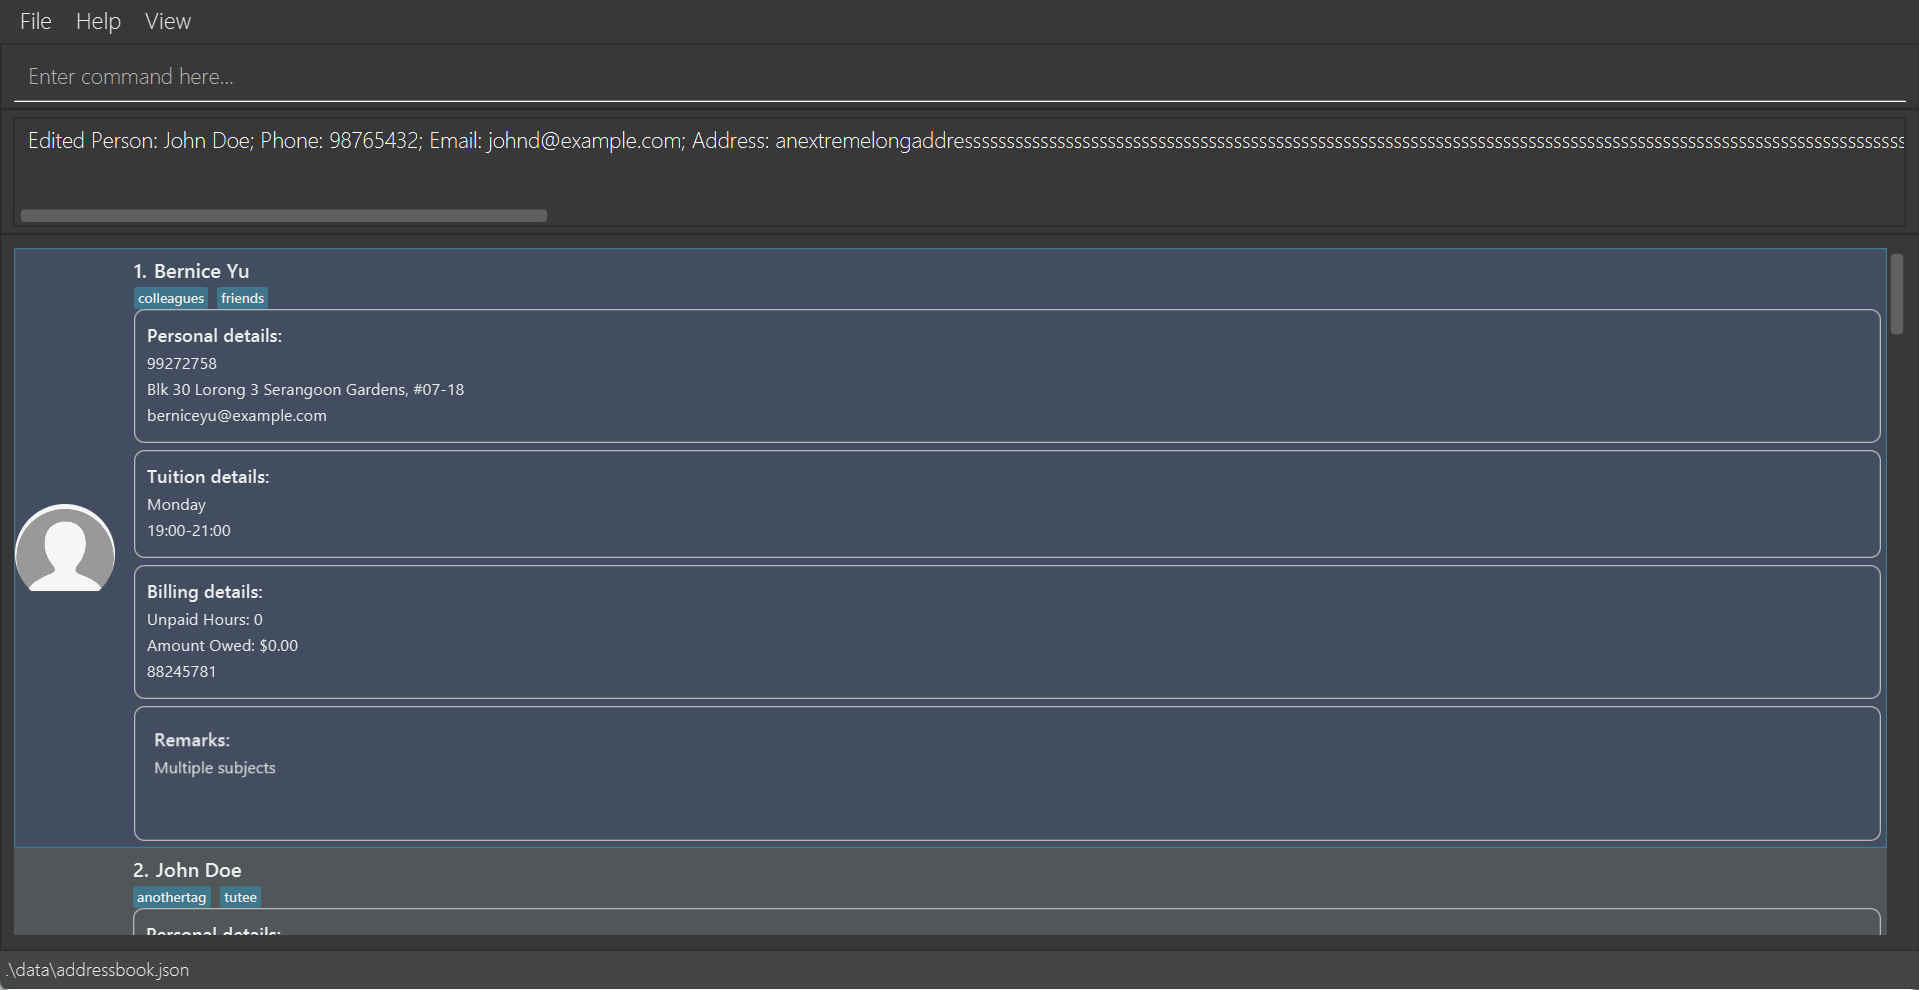 File Help View
Enter command here...
Edited Person: John Doe; Phone: 98765432; Email: johnd@example.com; Address: anextremelongaddresssssssssssssssssssssssssssssssssssssssssssssssssssssssssssssssssssssssssssssssssssssssssssssssssssssssssss
1. Bernice Yu
colleagues friends
Personal details:
99272758
Blk 30 Lorong 3 Serangoon Gardens, #07-18
berniceyu@example.com
Tuition details:
Monday
19:00-21:00
Billing details:
Unpaid Hours: 0
Amount Owed: $0.00
88245781
Remarks:
Multiple subjects
2. John Doe
anothertag tutee
Personal details:
.\data\addressbook.json